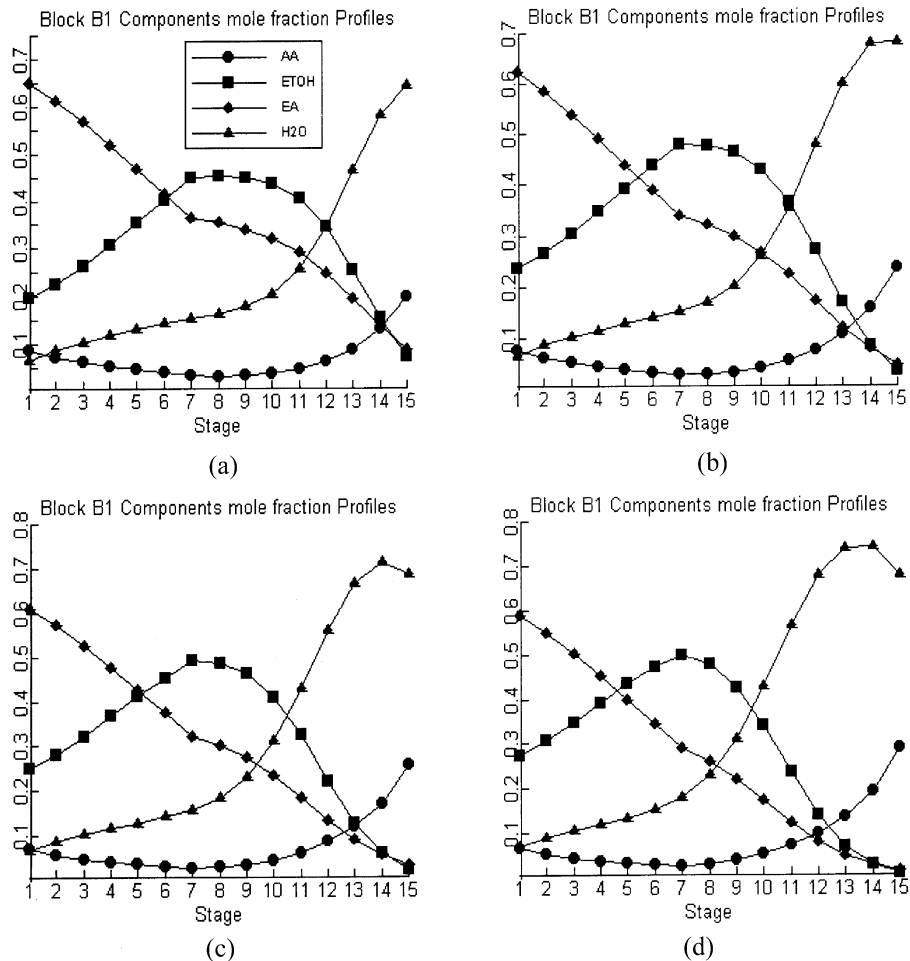 Block B1 Components mole fraction Profiles
0.7
0.6
0.5
0.4
0.3
0.2
0.1
AA
ETOH
EA
H2O
1 2 3 4 5 6 7 8 9 10 11 12 13 14 15
Stage
(a)
Block B1 Components mole fraction Profiles
0.7
0.6
0.5
0.4
0.3
0.2
0.1
1 2 3 4 5 6 7 8 9 10 11 12 13 14 15
Stage
(b)
Block B1 Components mole fraction Profiles
0.8
0.7
0.6
0.5
0.4
0.3
0.2
0.1
1 2 3 4 5 6 7 8 9 10 11 12 13 14 15
Stage
(c)
Block B1 Components mole fraction Profiles
0.8
0.7
0.6
0.5
0.4
0.3
0.2
0.1
1 2 3 4 5 6 7 8 9 10 11 12 13 14 15
Stage
(d)